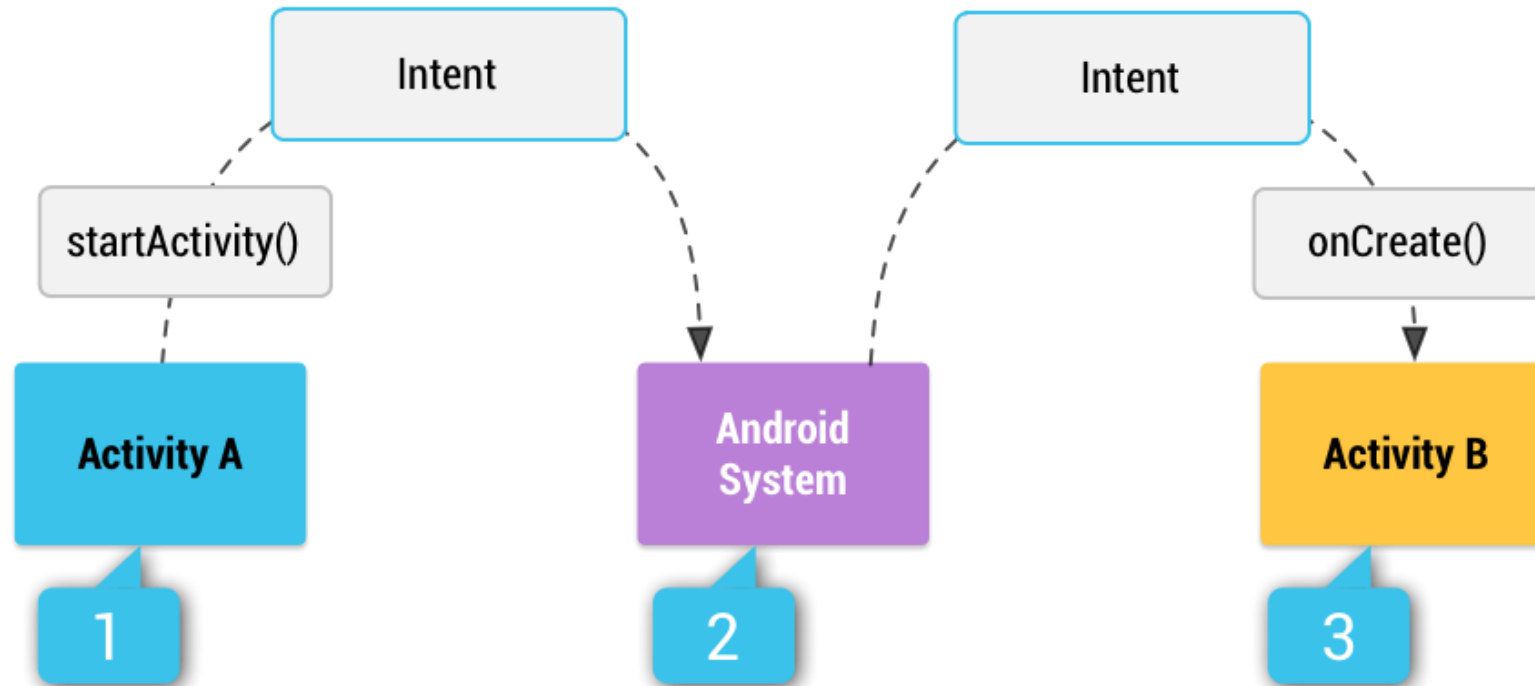 Intent
Intent
startActivity()
onCreate()
Activity A
Android
System
Activity B
1
2
3